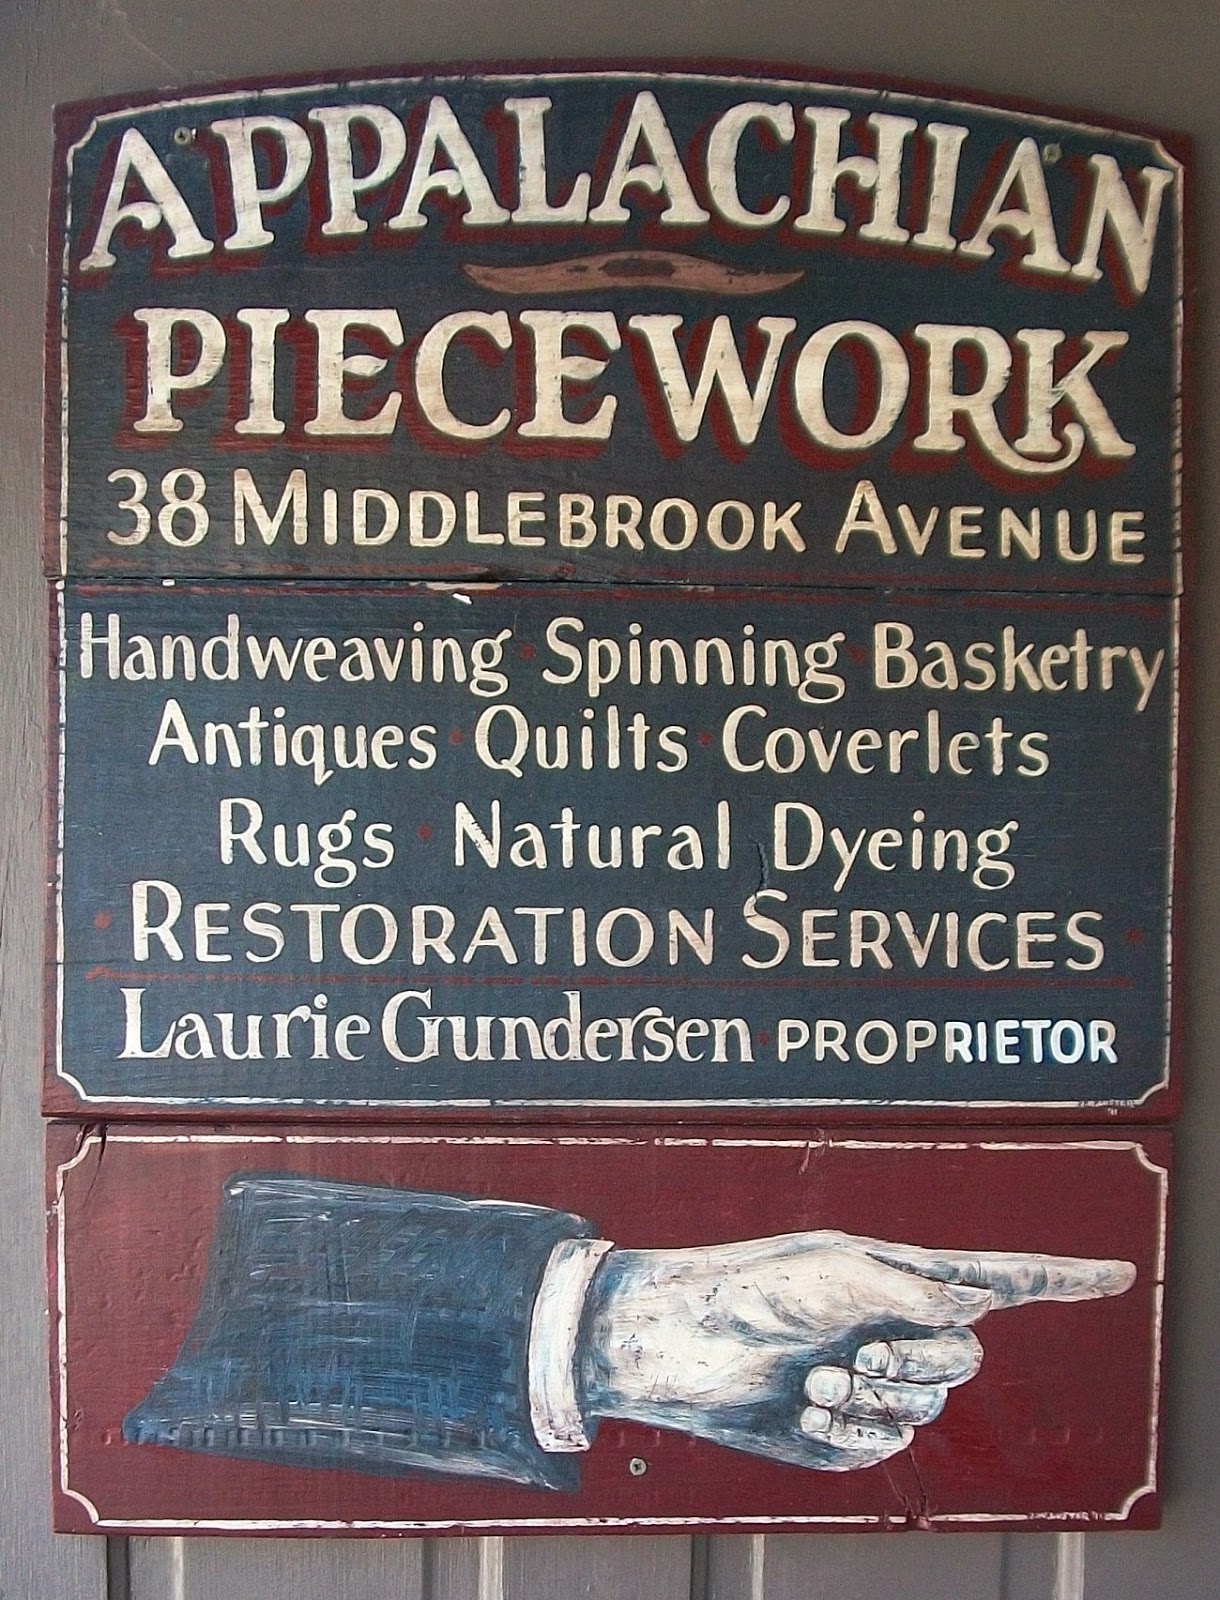 APPALACHIAN
PIECEWORK
38 MIDDLEBROOK AVENUE
Handweaving · Spinning · Basketry
Antiques · Quilts · Coverlets
Rugs · Natural Dyeing
· RESTORATION SERVICES ·
Laurie Gundersen · PROPRIETOR